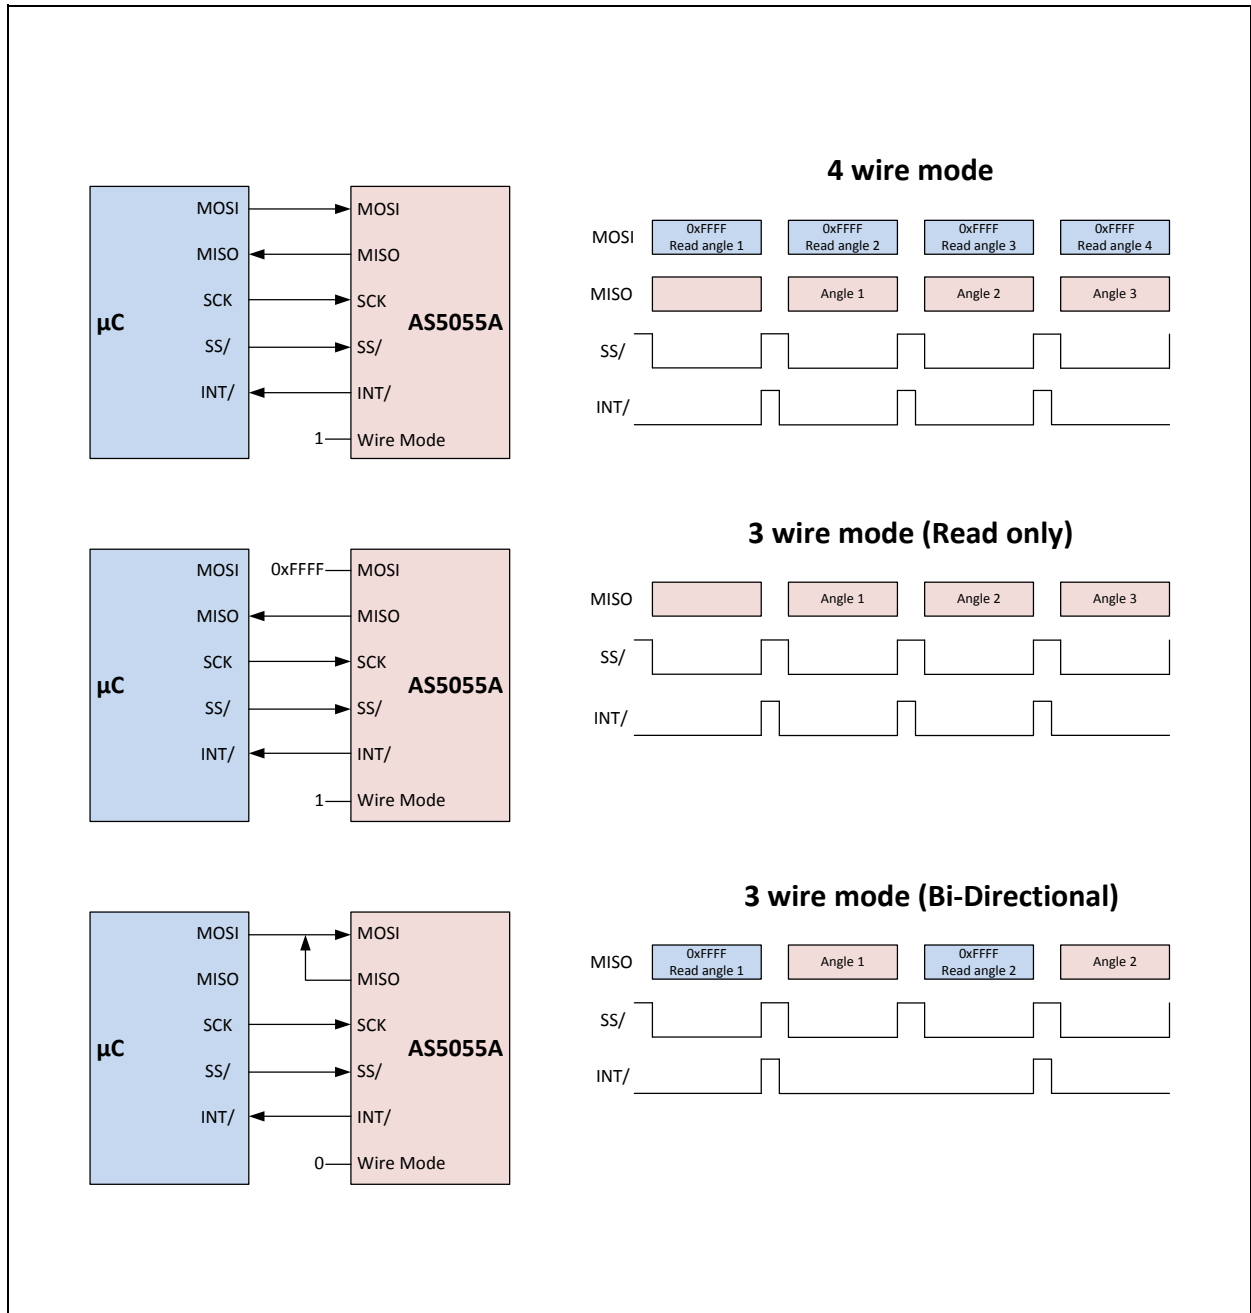 4 wire mode
MOSI MOSI
MISO MISO
SCK SCK
µC AS5055A
SS/ SS/
INT/ INT/
1 Wire Mode
MOSI
0xFFFF
Read angle 1
0xFFFF
Read angle 2
0xFFFF
Read angle 3
0xFFFF
Read angle 4
MISO Angle 1 Angle 2 Angle 3
SS/
INT/
3 wire mode (Read only)
MOSI 0xFFFF MOSI
MISO MISO
SCK SCK
µC AS5055A
SS/ SS/
INT/ INT/
1 Wire Mode
MISO Angle 1 Angle 2 Angle 3
SS/
INT/
3 wire mode (Bi-Directional)
MOSI MOSI
MISO MISO
SCK SCK
µC AS5055A
SS/ SS/
INT/ INT/
0 Wire Mode
MISO
0xFFFF
Read angle 1
Angle 1
0xFFFF
Read angle 2
Angle 2
SS/
INT/